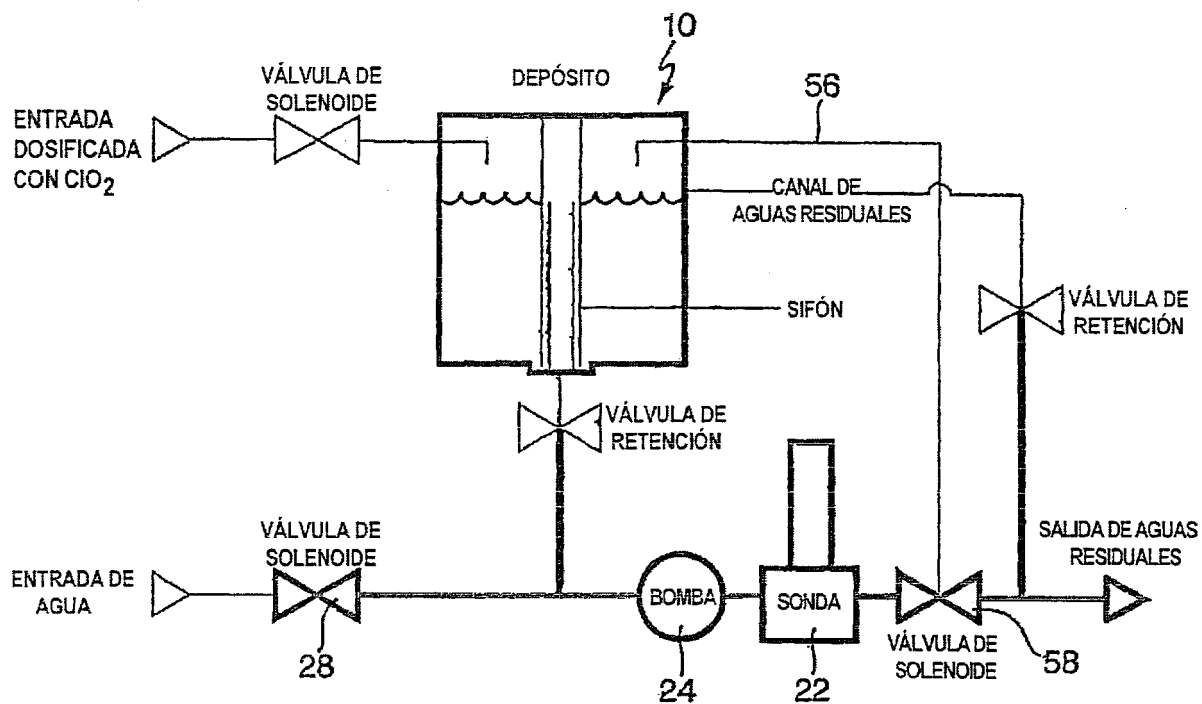 10
VÁLVULA DE
SOLENOIDE
DEPÓSITO
56
ENTRADA
DOSIFICADA
CON ClO2
CANAL DE
AGUAS RESIDUALES
SIFÓN
VÁLVULA DE
RETENCIÓN
VÁLVULA DE
RETENCIÓN
VÁLVULA DE
SOLENOIDE
SALIDA DE AGUAS
RESIDUALES
ENTRADA DE
AGUA
BOMBA
SONDA
28
24
22
VÁLVULA DE
SOLENOIDE
58